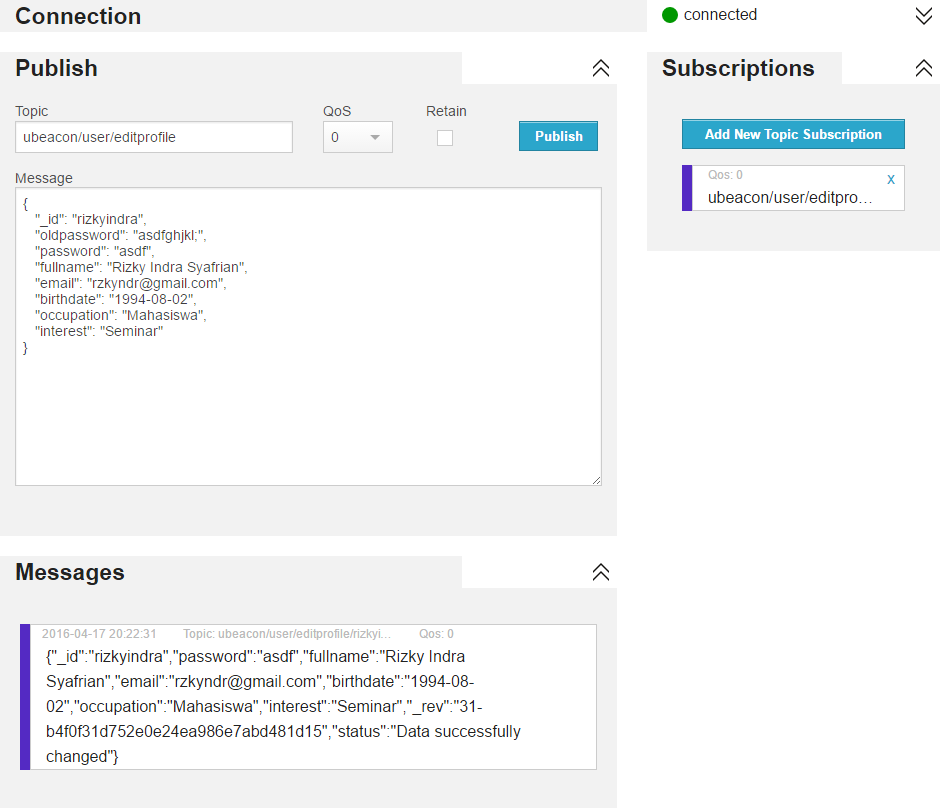 Connection
connected
Publish
Subscriptions
Topic
QoS
Retain
ubeacon/user/editprofile
0
Publish
Message
{
"_id": "rizkyindra",
"oldpassword": "asdfghjkl;",
"password": "asdf",
"fullname": "Rizky Indra Syafrian",
"email": "rzkyndr@gmail.com",
"birthdate": "1994-08-02",
"occupation": "Mahasiswa",
"interest": "Seminar"
}
Add New Topic Subscription
Qos: 0
x
ubeacon/user/editpro…
Messages
2016-04-17 20:22:31 Topic: ubeacon/user/editprofile/rizkyi… Qos: 0
{"_id":"rizkyindra","password":"asdf","fullname":"Rizky Indra
Syafrian","email":"rzkyndr@gmail.com","birthdate":"1994-08-
02","occupation":"Mahasiswa","interest":"Seminar","_rev":"31-
b4f0f31d752e0e24ea986e7abd481d15","status":"Data successfully
changed"}